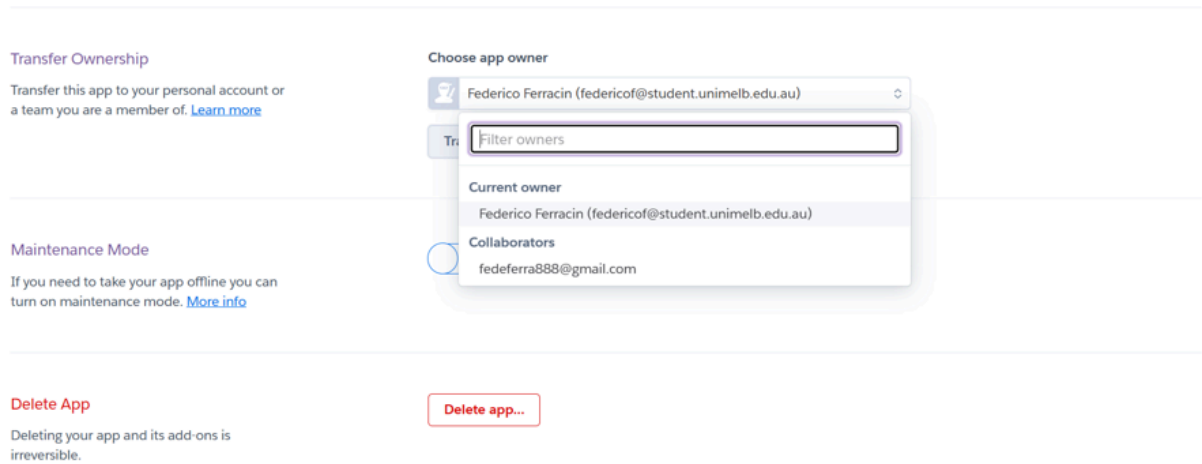 Transfer Ownership
Transfer this app to your personal account or
a team you are a member of. Learn more
Choose app owner
Federico Ferracin (federicof@student.unimelb.edu.au)
Filter owners
Current owner
Federico Ferracin (federicof@student.unimelb.edu.au)
Collaborators
fedeferra888@gmail.com
Maintenance Mode
If you need to take your app offline you can
turn on maintenance mode. More info
Delete App
Deleting your app and its add-ons is
irreversible.
Delete app...